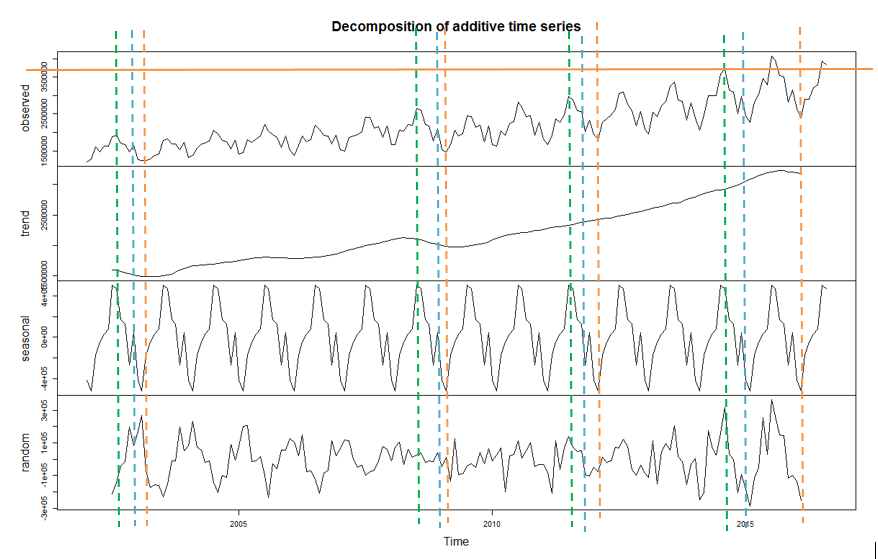 Decomposition of additive time series
observed
1500000 2500000 3500000
trend
1500000 2500000
seasonal
-4e+05 0e+00 4e+05
random
-3e+05 -1e+05 1e+05 3e+05
2005 2010 2015
Time